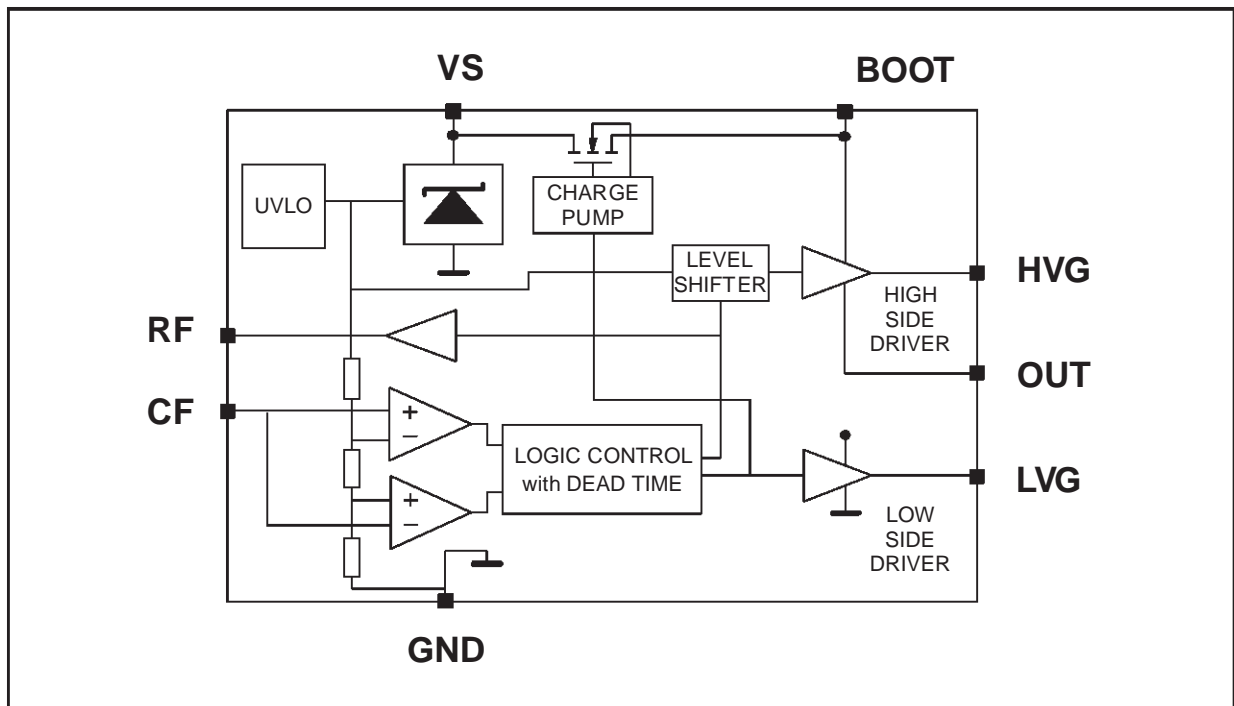 VS
BOOT
UVLO
CHARGE
PUMP
LEVEL
SHIFTER
HVG
HIGH
SIDE
DRIVER
RF
OUT
CF
+
−
LOGIC CONTROL
with DEAD TIME
+
−
LVG
LOW
SIDE
DRIVER
GND